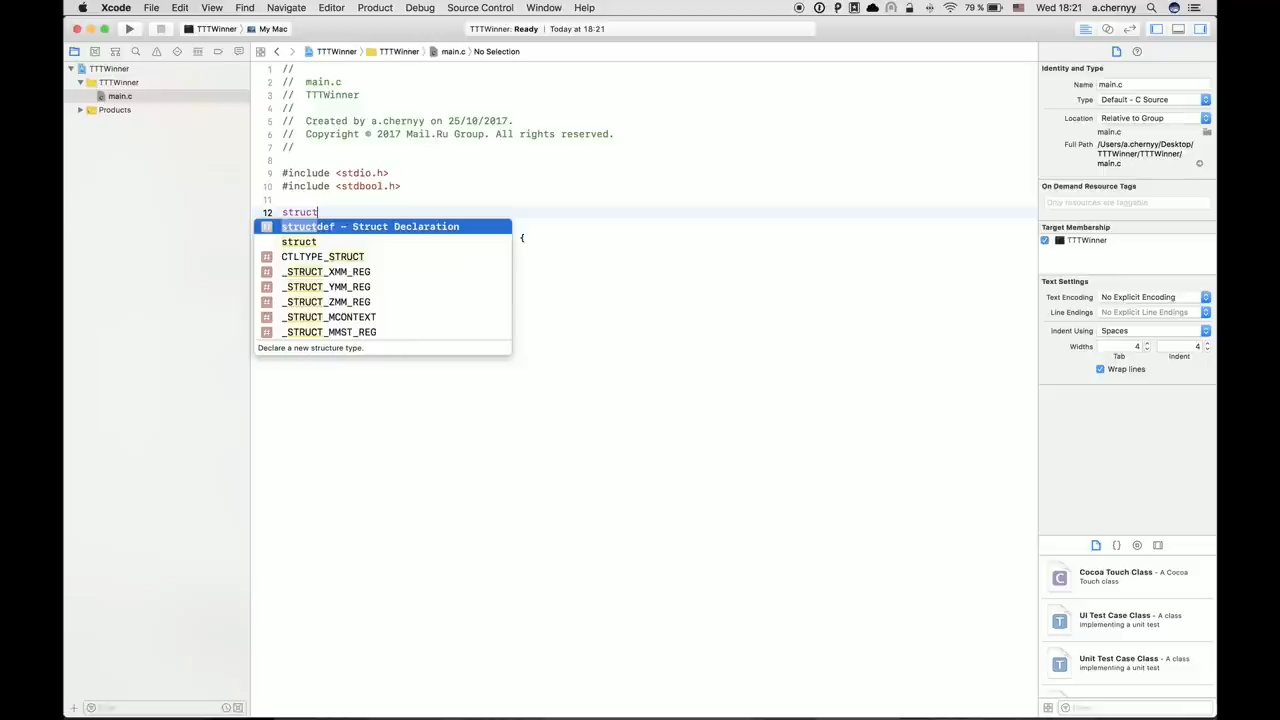 Xcode File Edit View Find Navigate Editor Product Debug Source Control Window Help 79 % Wed 18:21 a.chernyy
TTTWinner My Mac TTTWinner: Ready | Today at 18:21
TTTWinner TTTWinner main.c No Selection
TTTWinner
TTTWinner
main.c
Products
1 //
2 // main.c
3 // TTTWinner
4 //
5 // Created by a.chernyy on 25/10/2017.
6 // Copyright © 2017 Mail.Ru Group. All rights reserved.
7 //
8
9 #include <stdio.h>
10 #include <stdbool.h>
11
12 struct
structdef – Struct Declaration
{
struct
CTLTYPE_STRUCT
_STRUCT_XMM_REG
_STRUCT_YMM_REG
_STRUCT_ZMM_REG
_STRUCT_MCONTEXT
_STRUCT_MMST_REG
Declare a new structure type.
Identity and Type
Name main.c
Type Default - C Source
Location Relative to Group
main.c
Full Path /Users/a.chernyy/Desktop/
TTTWinner/TTTWinner/
main.c
On Demand Resource Tags
Only resources are taggable
Target Membership
TTTWinner
Text Settings
Text Encoding No Explicit Encoding
Line Endings No Explicit Line Endings
Indent Using Spaces
Widths 4 4
Tab Indent
Wrap lines
{}
C Cocoa Touch Class - A Cocoa
Touch class
T UI Test Case Class - A class
implementing a unit test
T Unit Test Case Class - A class
implementing a unit test
Filter
Filter